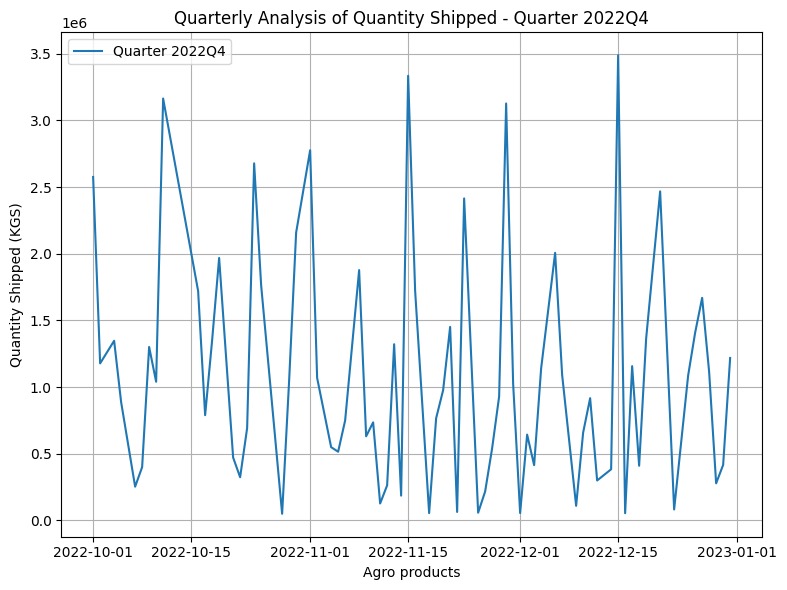 Quarterly Analysis of Quantity Shipped - Quarter 2022Q4
1e6
Quarter 2022Q4
3.5
3.0
2.5
2.0
1.5
1.0
0.5
0.0
Quantity Shipped (KGS)
2022-10-01 2022-10-15 2022-11-01 2022-11-15 2022-12-01 2022-12-15 2023-01-01
Agro products